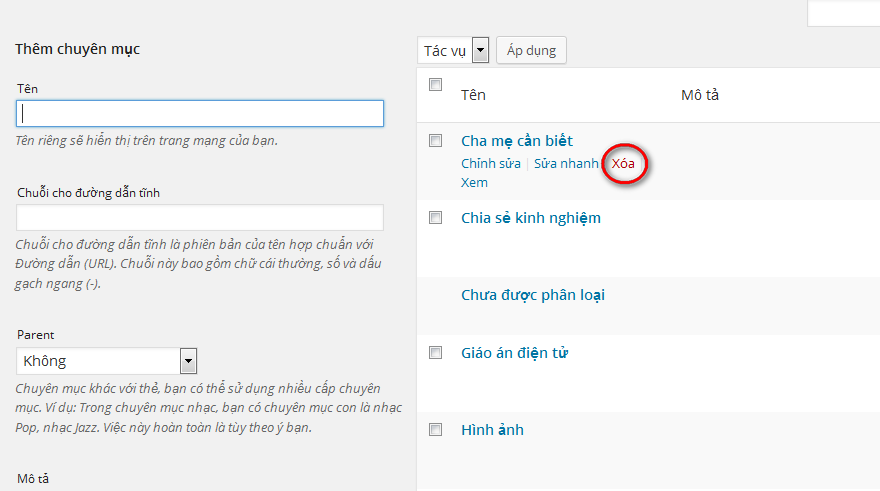 Thêm chuyên mục
Tên
Tên riêng sẽ hiển thị trên trang mạng của bạn.
Chuỗi cho đường dẫn tĩnh
Chuỗi cho đường dẫn tĩnh là phiên bản của tên hợp chuẩn với
Đường dẫn (URL). Chuỗi này bao gồm chữ cái thường, số và dấu
gạch ngang (-).
Parent
Không
Chuyên mục khác với thẻ, bạn có thể sử dụng nhiều cấp chuyên
mục. Ví dụ: Trong chuyên mục nhạc, bạn có chuyên mục con là nhạc
Pop, nhạc Jazz. Việc này hoàn toàn là tùy theo ý bạn.
Mô tả
Tác vụ Áp dụng
Tên Mô tả
Cha mẹ cần biết
Chỉnh sửa | Sửa nhanh | Xóa
Xem
Chia sẻ kinh nghiệm
Chưa được phân loại
Giáo án điện tử
Hình ảnh